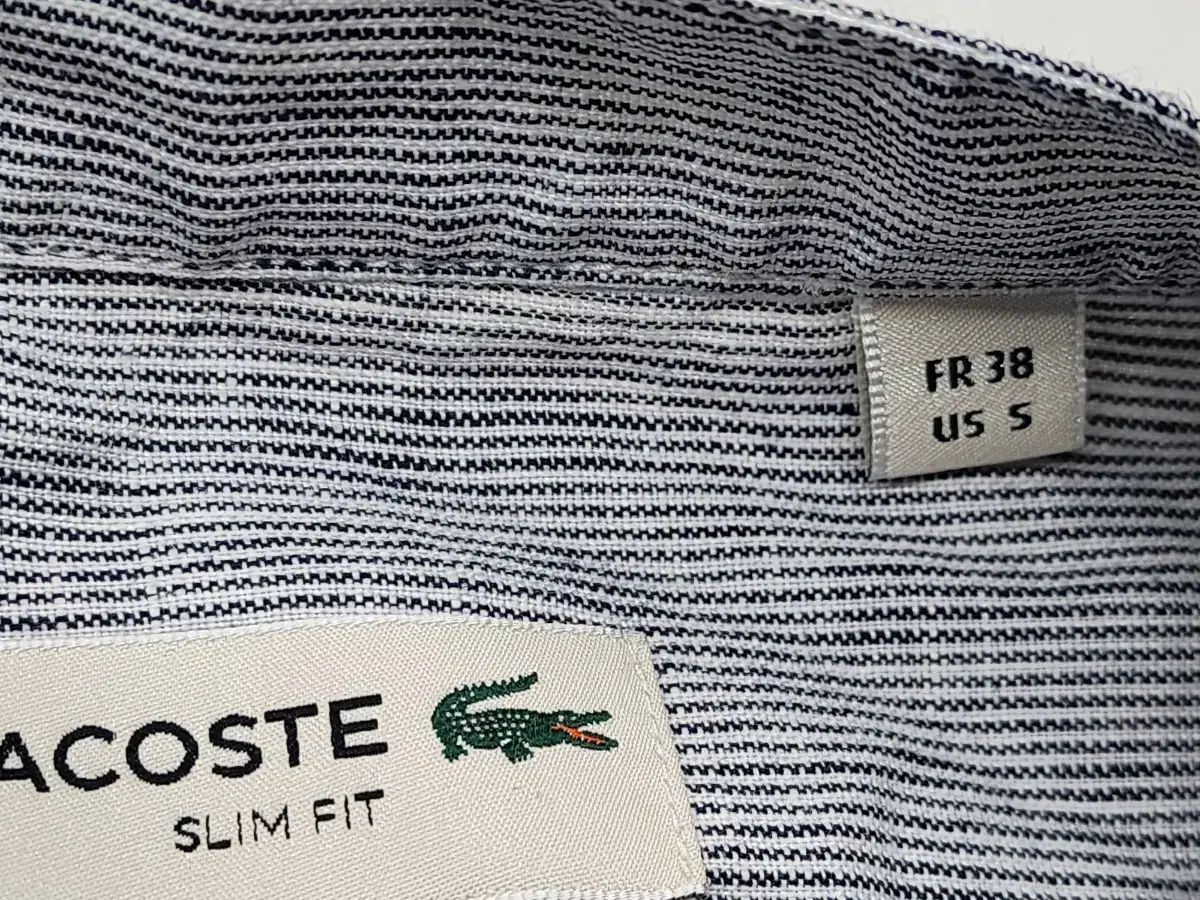 FR 38
US S
ACOSTE
SLIM FIT